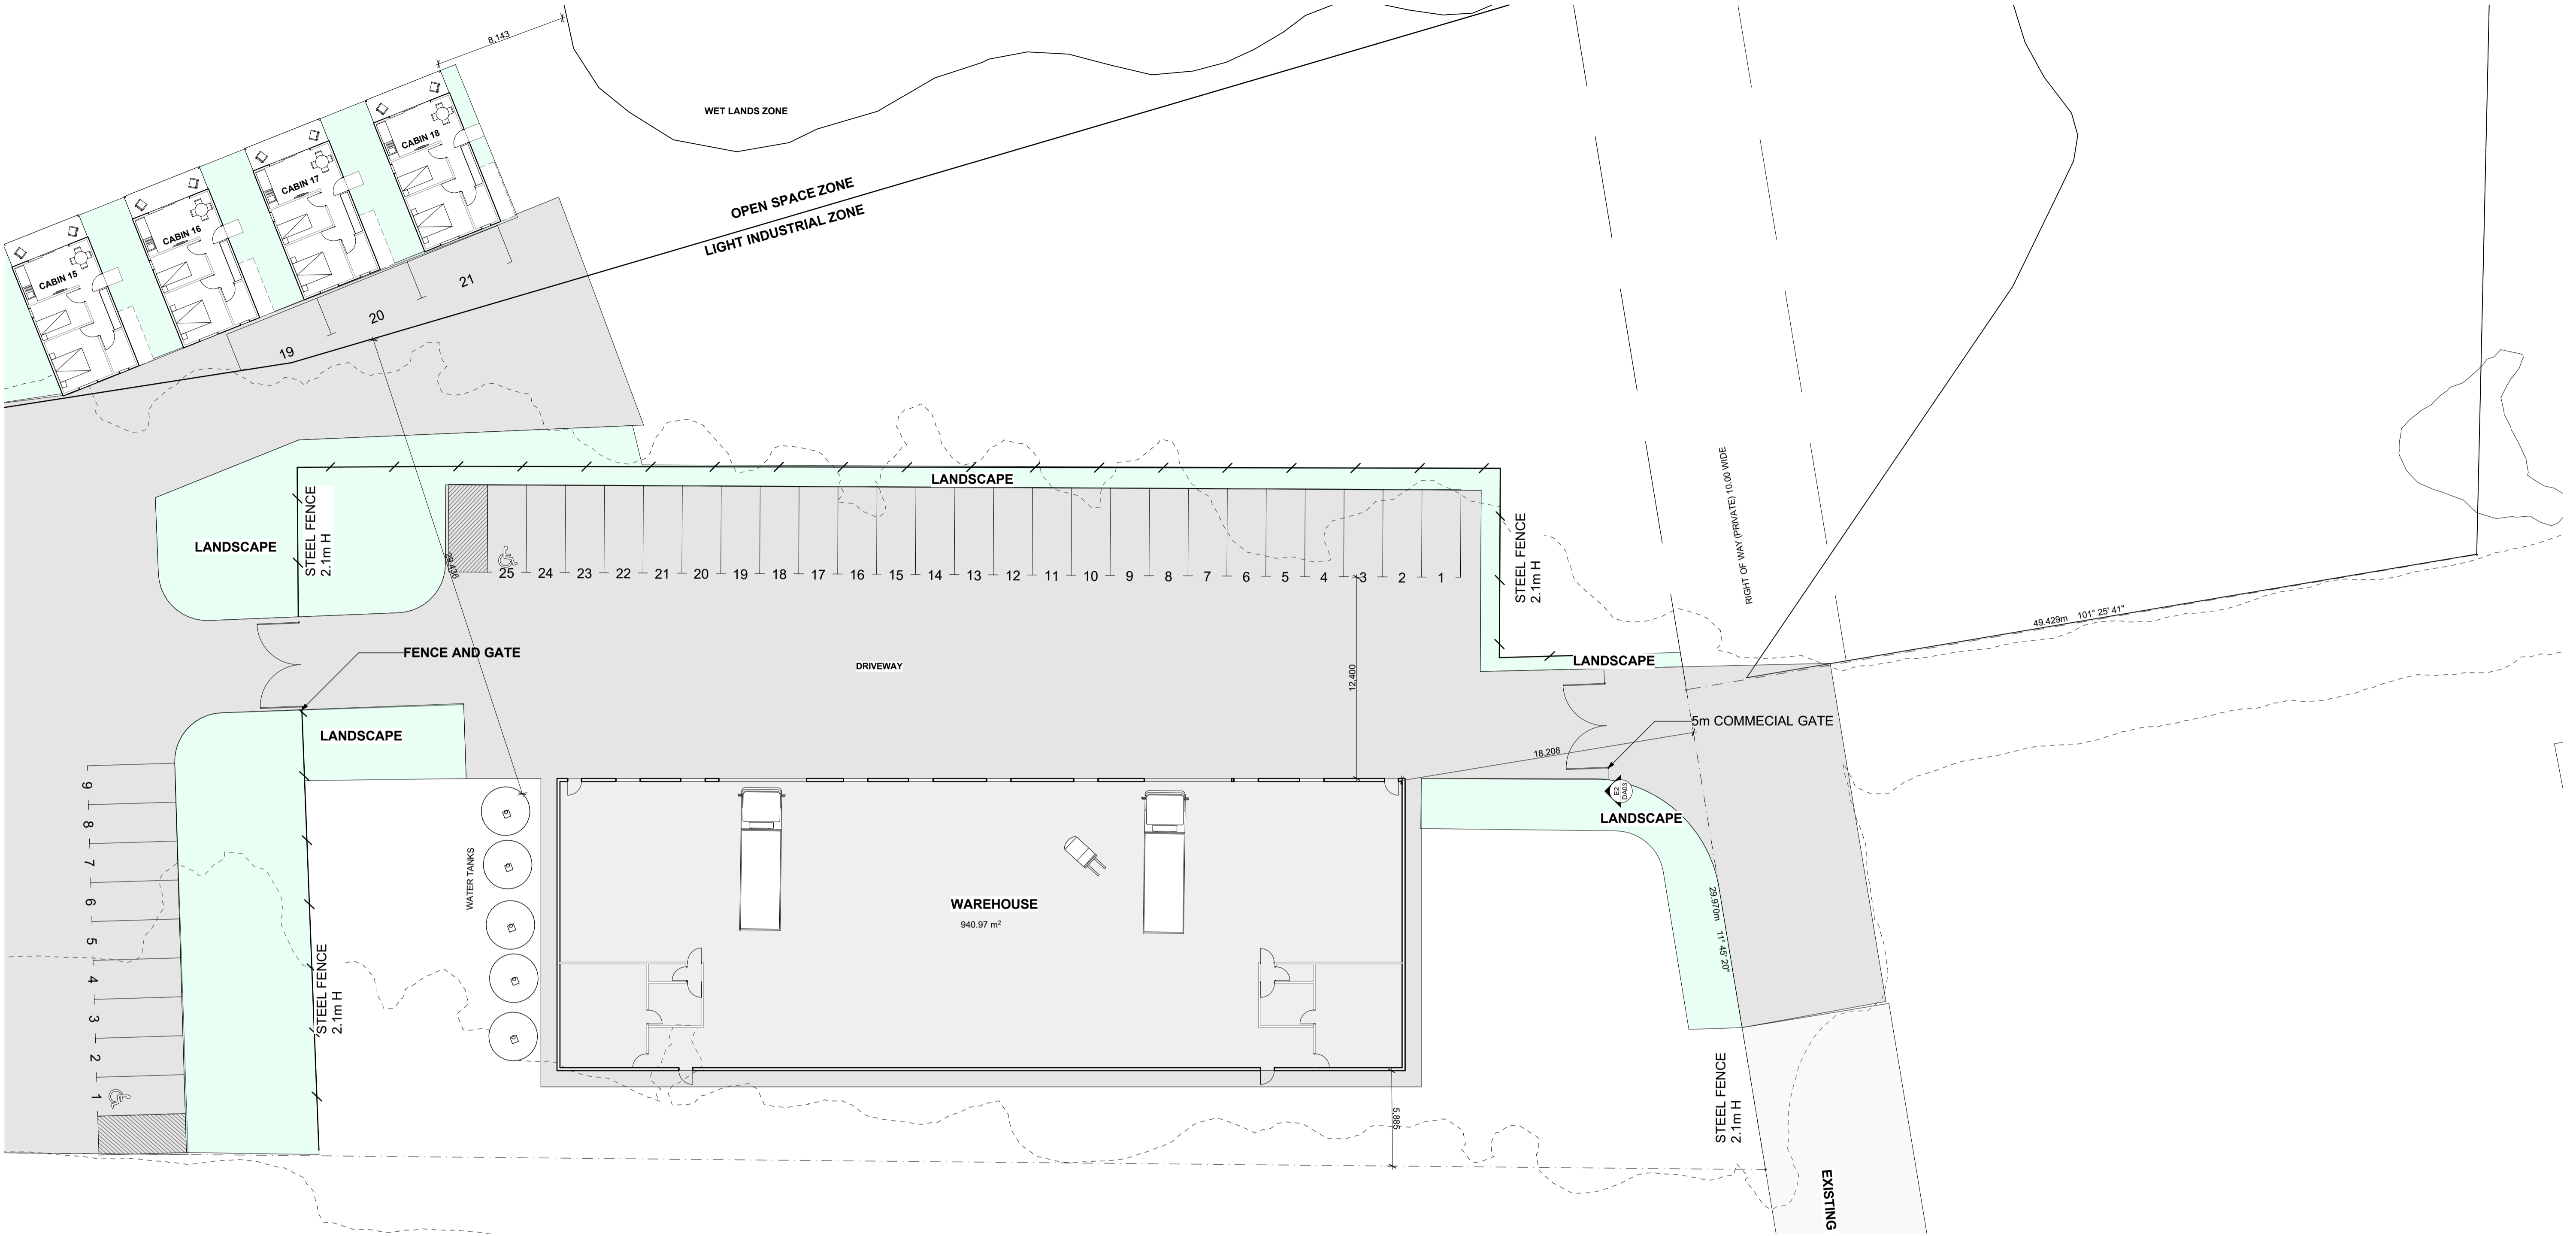 8,143
WET LANDS ZONE
CABIN 18
CABIN 17
CABIN 16
CABIN 15
OPEN SPACE ZONE
LIGHT INDUSTRIAL ZONE
21
20
19
RIGHT OF WAY (PRIVATE) 10.00 WIDE
LANDSCAPE
STEEL FENCE
2.1m H
LANDSCAPE
29,436
25 24 23 22 21 20 19 18 17 16 15 14 13 12 11 10 9 8 7 6 5 4 3 2 1
STEEL FENCE
2.1m H
49.429m 101° 25' 41"
FENCE AND GATE
DRIVEWAY
12,400
LANDSCAPE
5m COMMECIAL GATE
18,208
LANDSCAPE
E2
DA03
LANDSCAPE
9
8
7
6
5
4
3
2
1
WATER TANKS
WAREHOUSE
940.97 m²
29.970m 11° 45' 20"
STEEL FENCE
2.1m H
STEEL FENCE
2.1m H
5,885
EXISTING